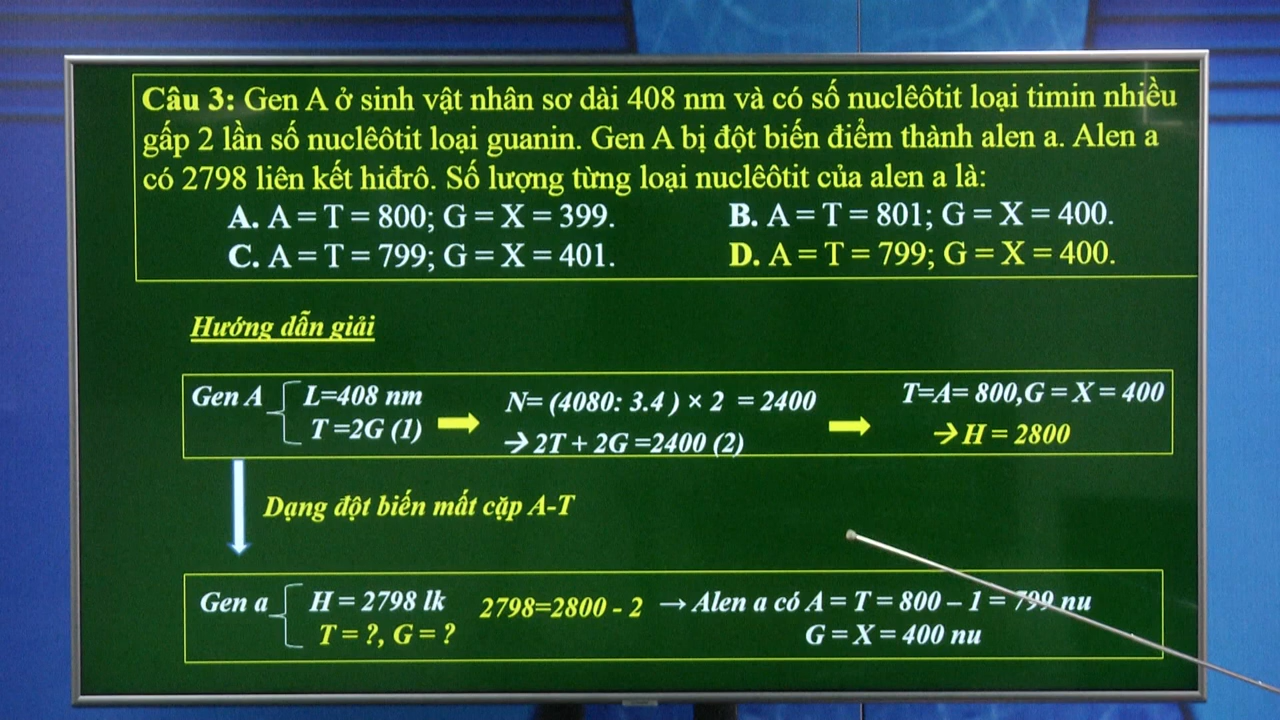 Câu 3: Gen A ở sinh vật nhân sơ dài 408 nm và có số nuclêôtit loại timin nhiều
gấp 2 lần số nuclêôtit loại guanin. Gen A bị đột biến điểm thành alen a. Alen a
có 2798 liên kết hiđrô. Số lượng từng loại nuclêôtit của alen a là:
A. A = T = 800; G = X = 399. B. A = T = 801; G = X = 400.
C. A = T = 799; G = X = 401. D. A = T = 799; G = X = 400.
Hướng dẫn giải
Gen A L=408 nm N= (4080: 3.4 ) × 2 = 2400 T=A= 800,G = X = 400
T =2G (1) → 2T + 2G =2400 (2) → H = 2800
Dạng đột biến mất cặp A-T
Gen a H = 2798 lk 2798=2800 - 2 → Alen a có A = T = 800 – 1 = 799 nu
T = ?, G = ? G = X = 400 nu